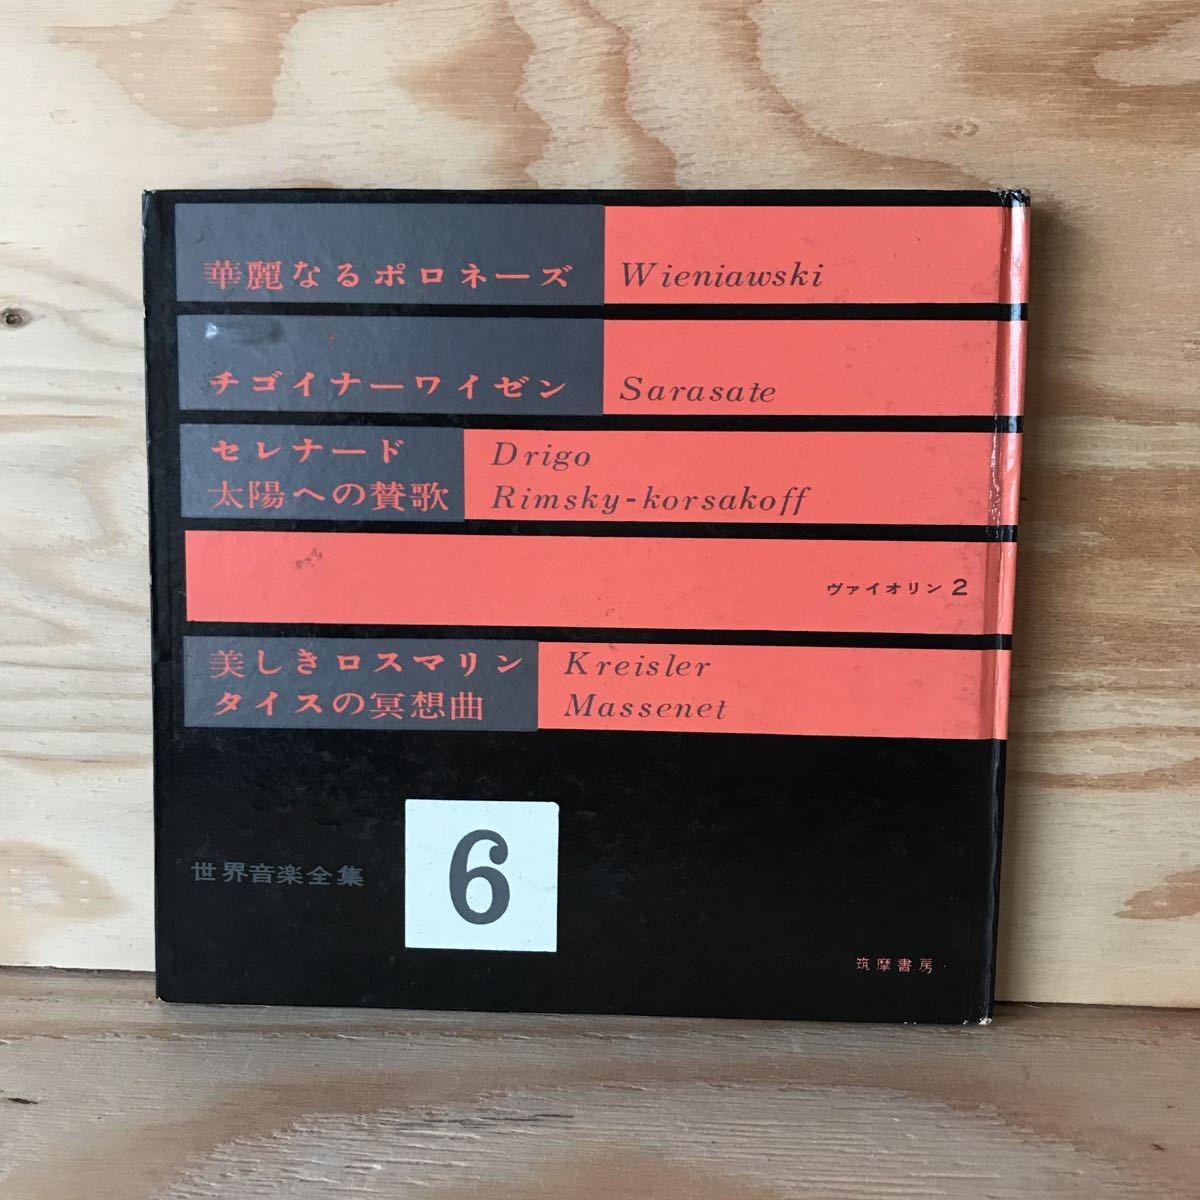 華麗なるポロネーズ Wieniawski
チゴイナーワイゼン Sarasate
セレナード Drigo
太陽への賛歌 Rimsky-korsakoff
ヴァイオリン 2
美しきロスマリン Kreisler
タイスの冥想曲 Massenet
世界音楽全集 6
筑摩書房